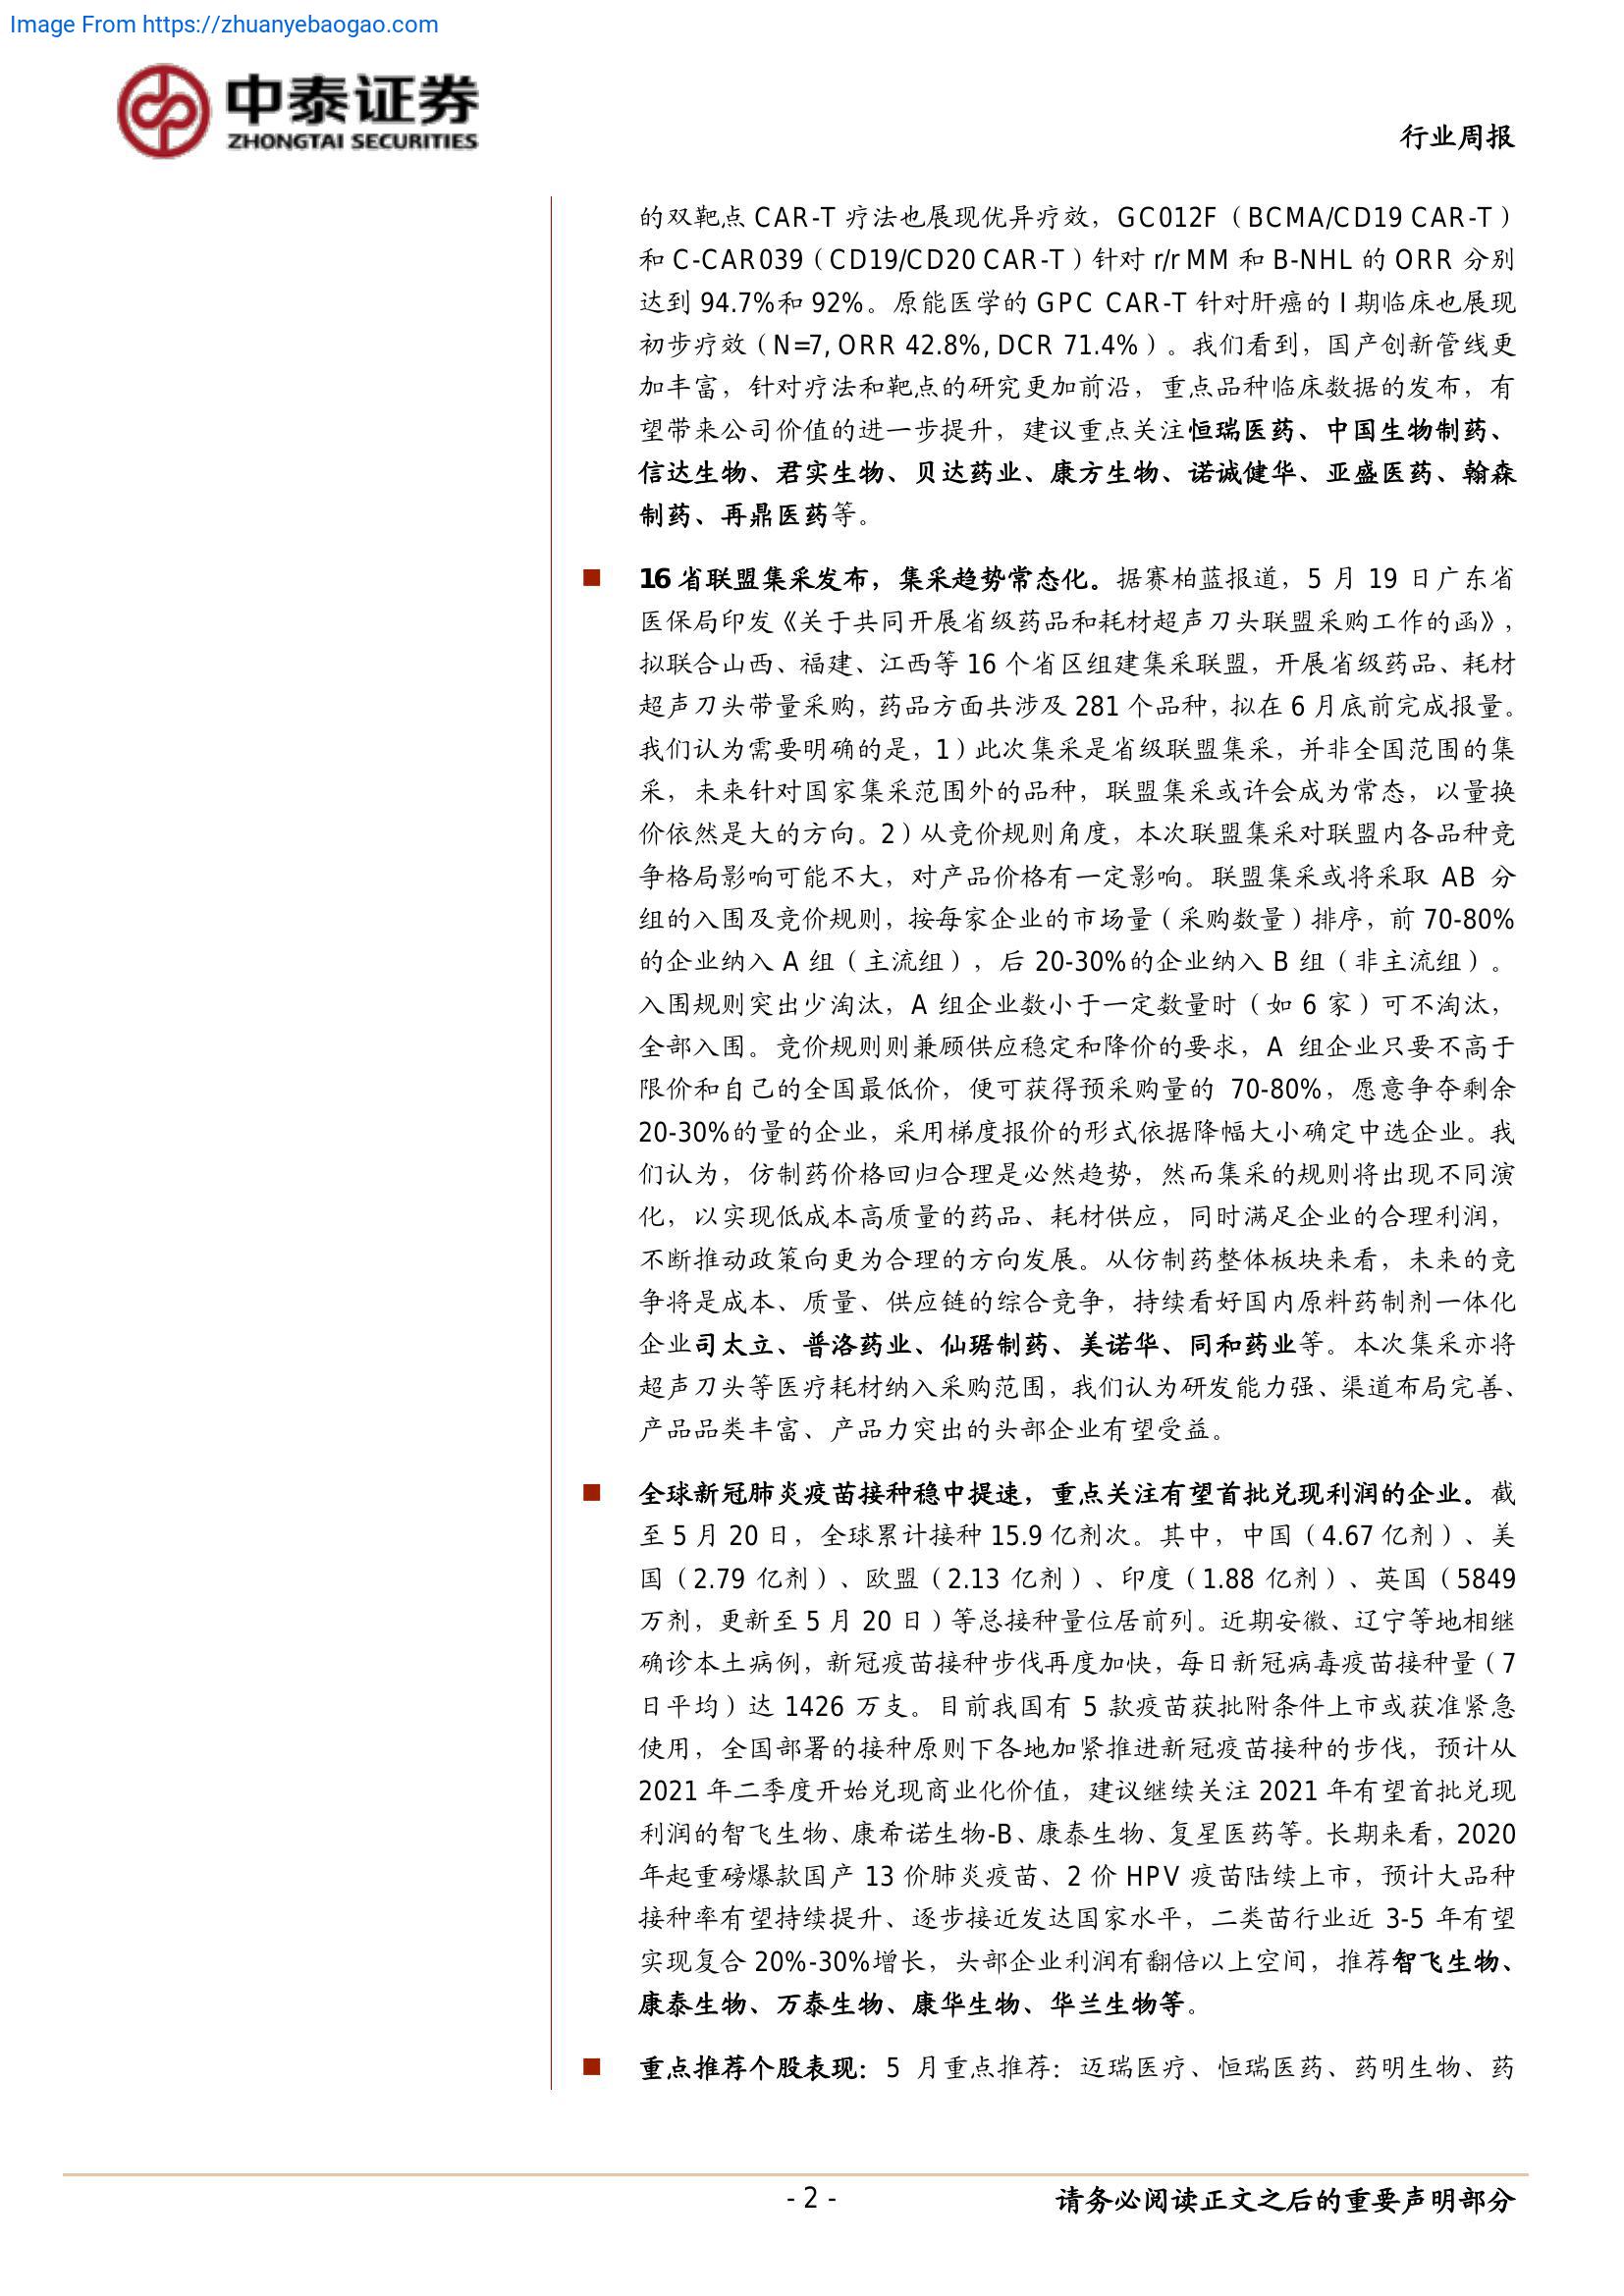 Image From https://zhuanyebaogao.com
中泰证券
ZHONGTAI SECURITIES
行业周报
的双靶点 CAR-T 疗法也展现优异疗效，GC012F（BCMA/CD19 CAR-T）
和 C-CAR039（CD19/CD20 CAR-T）针对 r/r MM 和 B-NHL 的 ORR 分别
达到 94.7%和 92%。原能医学的 GPC CAR-T 针对肝癌的 I 期临床也展现
初步疗效（N=7, ORR 42.8%, DCR 71.4%）。我们看到，国产创新管线更
加丰富，针对疗法和靶点的研究更加前沿，重点品种临床数据的发布，有
望带来公司价值的进一步提升，建议重点关注恒瑞医药、中国生物制药、
信达生物、君实生物、贝达药业、康方生物、诺诚健华、亚盛医药、翰森
制药、再鼎医药等。
■ 16 省联盟集采发布，集采趋势常态化。据赛柏蓝报道，5 月 19 日广东省
医保局印发《关于共同开展省级药品和耗材超声刀头联盟采购工作的函》，
拟联合山西、福建、江西等 16 个省区组建集采联盟，开展省级药品、耗材
超声刀头带量采购，药品方面共涉及 281 个品种，拟在 6 月底前完成报量。
我们认为需要明确的是，1）此次集采是省级联盟集采，并非全国范围的集
采，未来针对国家集采范围外的品种，联盟集采或许会成为常态，以量换
价依然是大的方向。2）从竞价规则角度，本次联盟集采对联盟内各品种竞
争格局影响可能不大，对产品价格有一定影响。联盟集采或将采取 AB 分
组的入围及竞价规则，按每家企业的市场量（采购数量）排序，前 70-80%
的企业纳入 A 组（主流组），后 20-30%的企业纳入 B 组（非主流组）。
入围规则突出少淘汰，A 组企业数小于一定数量时（如 6 家）可不淘汰，
全部入围。竞价规则则兼顾供应稳定和降价的要求，A 组企业只要不高于
限价和自己的全国最低价，便可获得预采购量的 70-80%，愿意争夺剩余
20-30%的量的企业，采用梯度报价的形式依据降幅大小确定中选企业。我
们认为，仿制药价格回归合理是必然趋势，然而集采的规则将出现不同演
化，以实现低成本高质量的药品、耗材供应，同时满足企业的合理利润，
不断推动政策向更为合理的方向发展。从仿制药整体板块来看，未来的竞
争将是成本、质量、供应链的综合竞争，持续看好国内原料药制剂一体化
企业司太立、普洛药业、仙琚制药、美诺华、同和药业等。本次集采亦将
超声刀头等医疗耗材纳入采购范围，我们认为研发能力强、渠道布局完善、
产品品类丰富、产品力突出的头部企业有望受益。
■ 全球新冠肺炎疫苗接种稳中提速，重点关注有望首批兑现利润的企业。截
至 5 月 20 日，全球累计接种 15.9 亿剂次。其中，中国（4.67 亿剂）、美
国（2.79 亿剂）、欧盟（2.13 亿剂）、印度（1.88 亿剂）、英国（5849
万剂，更新至 5 月 20 日）等总接种量位居前列。近期安徽、辽宁等地相继
确诊本土病例，新冠疫苗接种步伐再度加快，每日新冠病毒疫苗接种量（7
日平均）达 1426 万支。目前我国有 5 款疫苗获批附条件上市或获准紧急
使用，全国部署的接种原则下各地加紧推进新冠疫苗接种的步伐，预计从
2021 年二季度开始兑现商业化价值，建议继续关注 2021 年有望首批兑现
利润的智飞生物、康希诺生物-B、康泰生物、复星医药等。长期来看，2020
年起重磅爆款国产 13 价肺炎疫苗、2 价 HPV 疫苗陆续上市，预计大品种
接种率有望持续提升、逐步接近发达国家水平，二类苗行业近 3-5 年有望
实现复合 20%-30%增长，头部企业利润有翻倍以上空间，推荐智飞生物、
康泰生物、万泰生物、康华生物、华兰生物等。
■ 重点推荐个股表现：5 月重点推荐：迈瑞医疗、恒瑞医药、药明生物、药
- 2 -
请务必阅读正文之后的重要声明部分